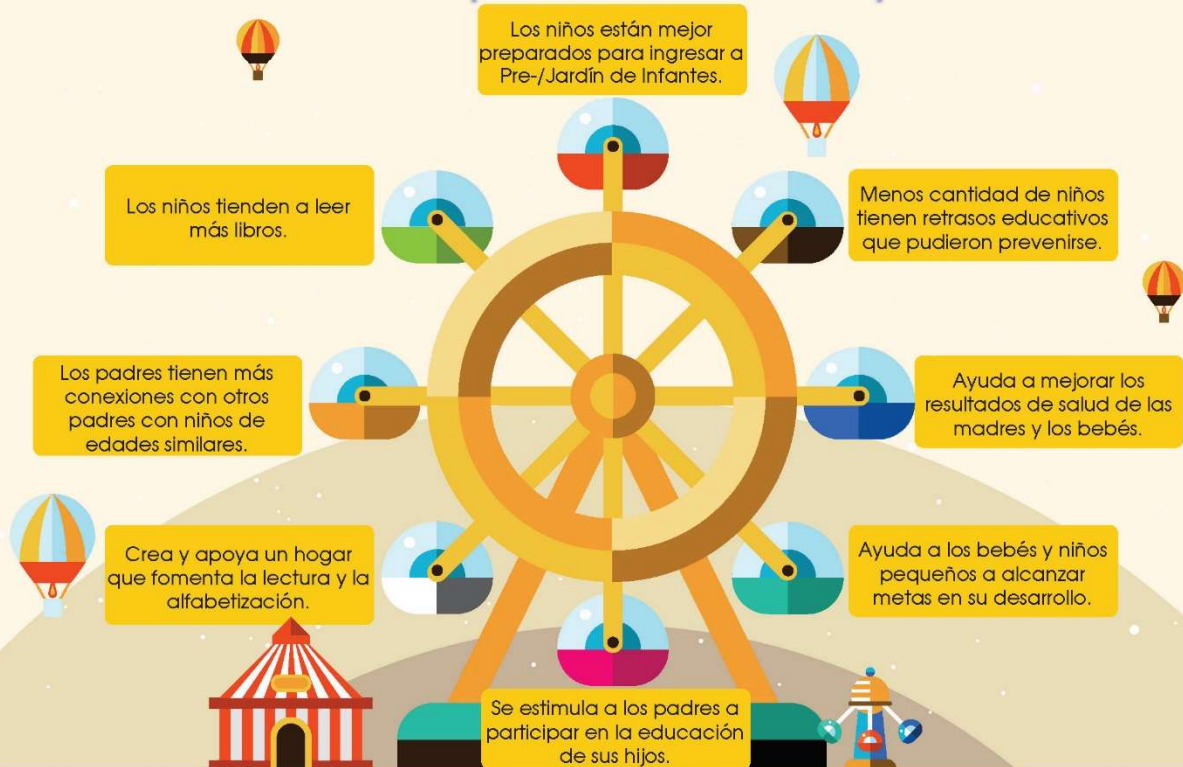 Los niños están mejor
preparados para ingresar a
Pre-/Jardín de Infantes.
Los niños tienden a leer
más libros.
Menos cantidad de niños
tienen retrasos educativos
que pudieron prevenirse.
Los padres tienen más
conexiones con otros
padres con niños de
edades similares.
Ayuda a mejorar los
resultados de salud de las
madres y los bebés.
Crea y apoya un hogar
que fomenta la lectura y la
alfabetización.
Ayuda a los bebés y niños
pequeños a alcanzar
metas en su desarrollo.
Se estimula a los padres a
participar en la educación
de sus hijos.